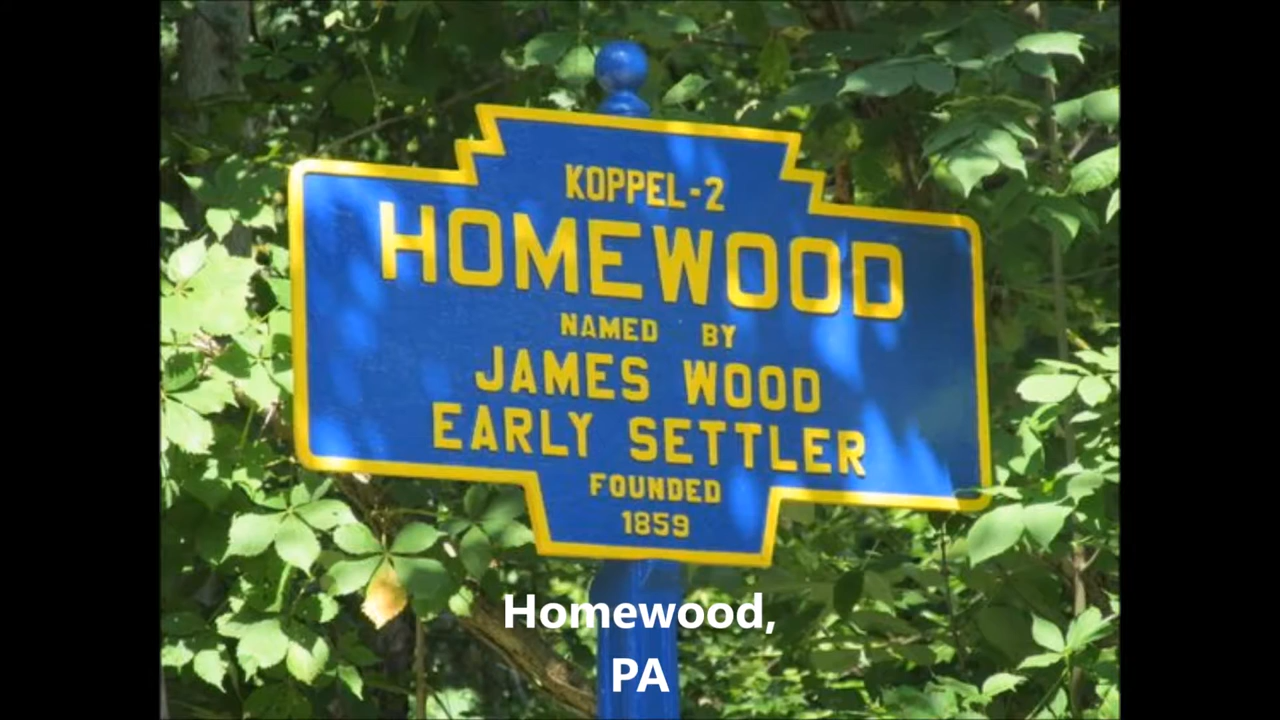 KOPPEL-2
HOMEWOOD
NAMED BY
JAMES WOOD
EARLY SETTLER
FOUNDED
1859
Homewood,
PA